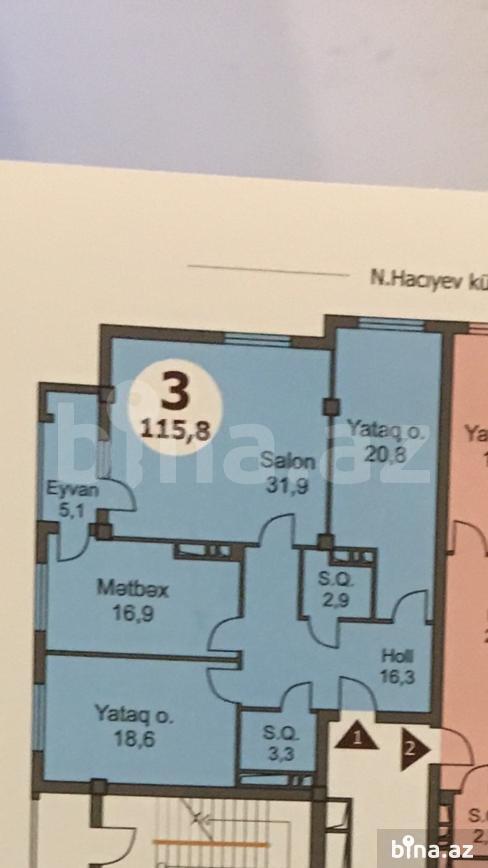 N.Hacıyev kü
3
115,8
Yataq o.
20,8
Ya
Salon
31,9
Eyvan
5,1
Mətbəx
16,9
S.Q.
2,9
Holl
16,3
Yataq o.
18,6
S.Q.
3,3
1
2
S.
2,
bina.az
bina.az